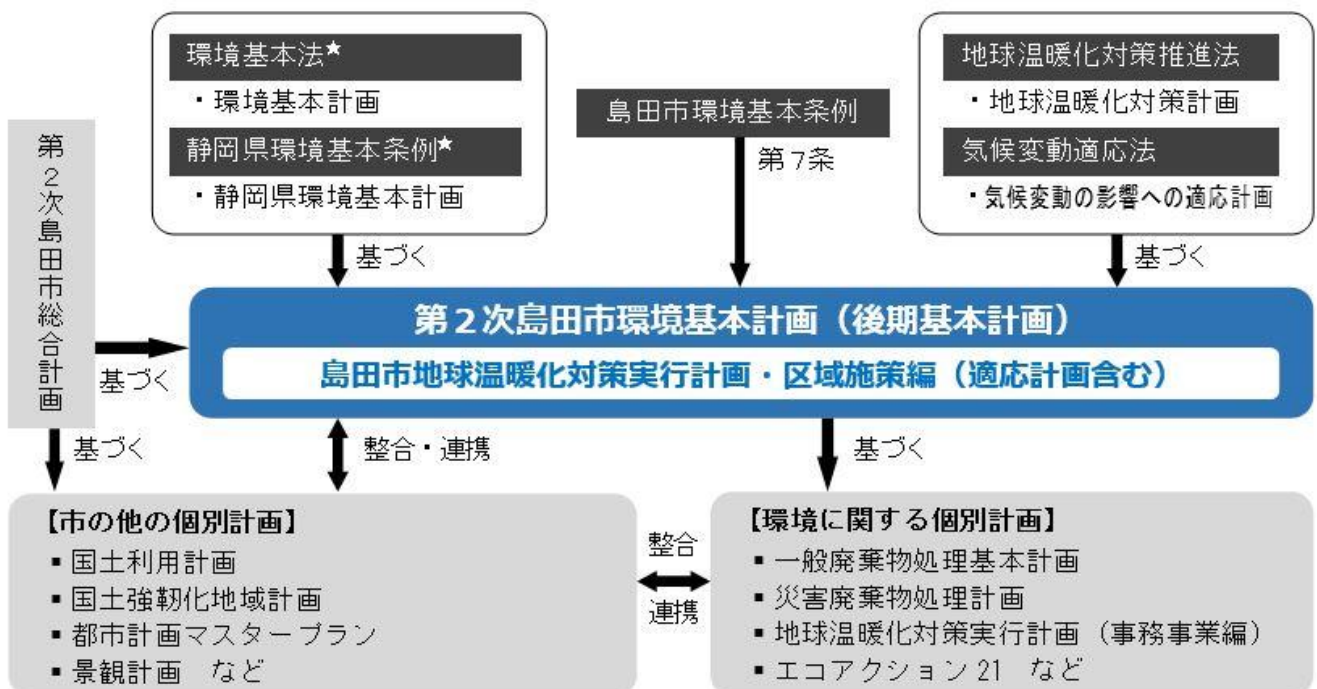 環境基本法★
・環境基本計画
静岡県環境基本条例★
・静岡県環境基本計画
島田市環境基本条例
第7条
地球温暖化対策推進法
・地球温暖化対策計画
気候変動適応法
・気候変動の影響への適応計画
第2次島田市総合計画
基づく
基づく
基づく
第2次島田市環境基本計画（後期基本計画）
島田市地球温暖化対策実行計画・区域施策編（適応計画含む）
基づく
整合・連携
基づく
【市の他の個別計画】
▪国土利用計画
▪国土強靭化地域計画
▪都市計画マスタープラン
▪景観計画　など
整合
連携
【環境に関する個別計画】
▪一般廃棄物処理基本計画
▪災害廃棄物処理計画
▪地球温暖化対策実行計画（事務事業編）
▪エコアクション21　など